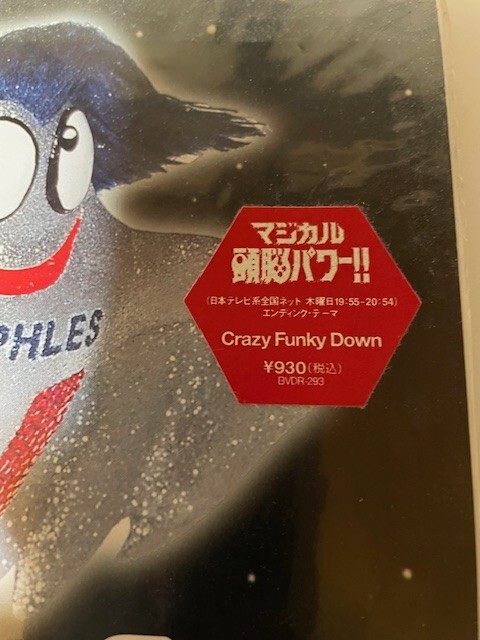 マジカル
頭脳パワー!!
(日本テレビ系全国ネット 木曜日19:55-20:54)
エンディング・テーマ
Crazy Funky Down
¥930(税込)
BVDR-293
PHLES